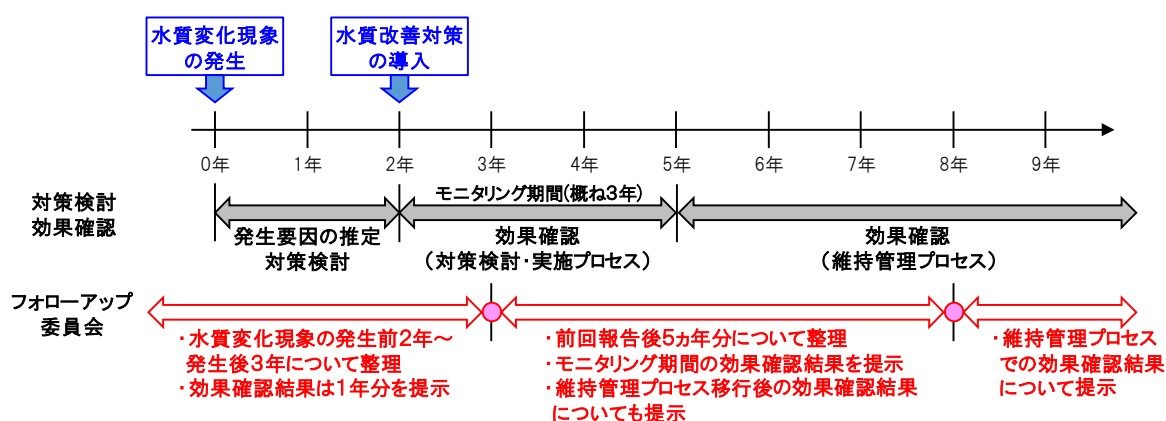 水質変化現象
の発生
水質改善対策
の導入
0年
1年
2年
3年
4年
5年
6年
7年
8年
9年
対策検討
効果確認
モニタリング期間(概ね3年)
発生要因の推定
対策検討
効果確認
（対策検討・実施プロセス）
効果確認
（維持管理プロセス）
フォローアップ
委員会
・水質変化現象の発生前2年～
発生後3年について整理
・効果確認結果は1年分を提示
・前回報告後5ヵ年分について整理
・モニタリング期間の効果確認結果を提示
・維持管理プロセス移行後の効果確認結果
についても提示
・維持管理プロセス
での効果確認結果
について提示